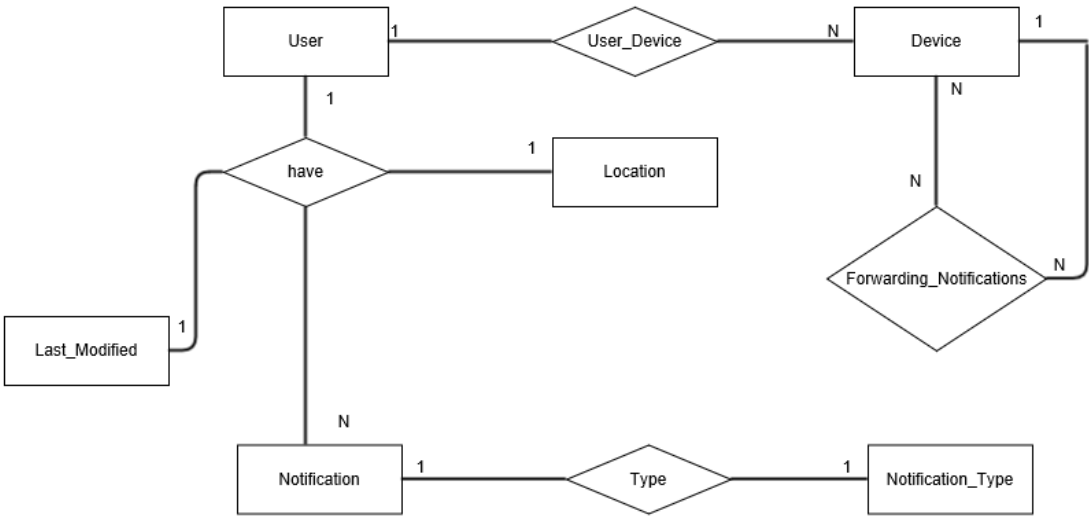 User
1
User_Device
N
Device
1
1
N
have
1
Location
N
Forwarding_Notifications
N
Last_Modified
1
N
Notification
1
Type
1
Notification_Type